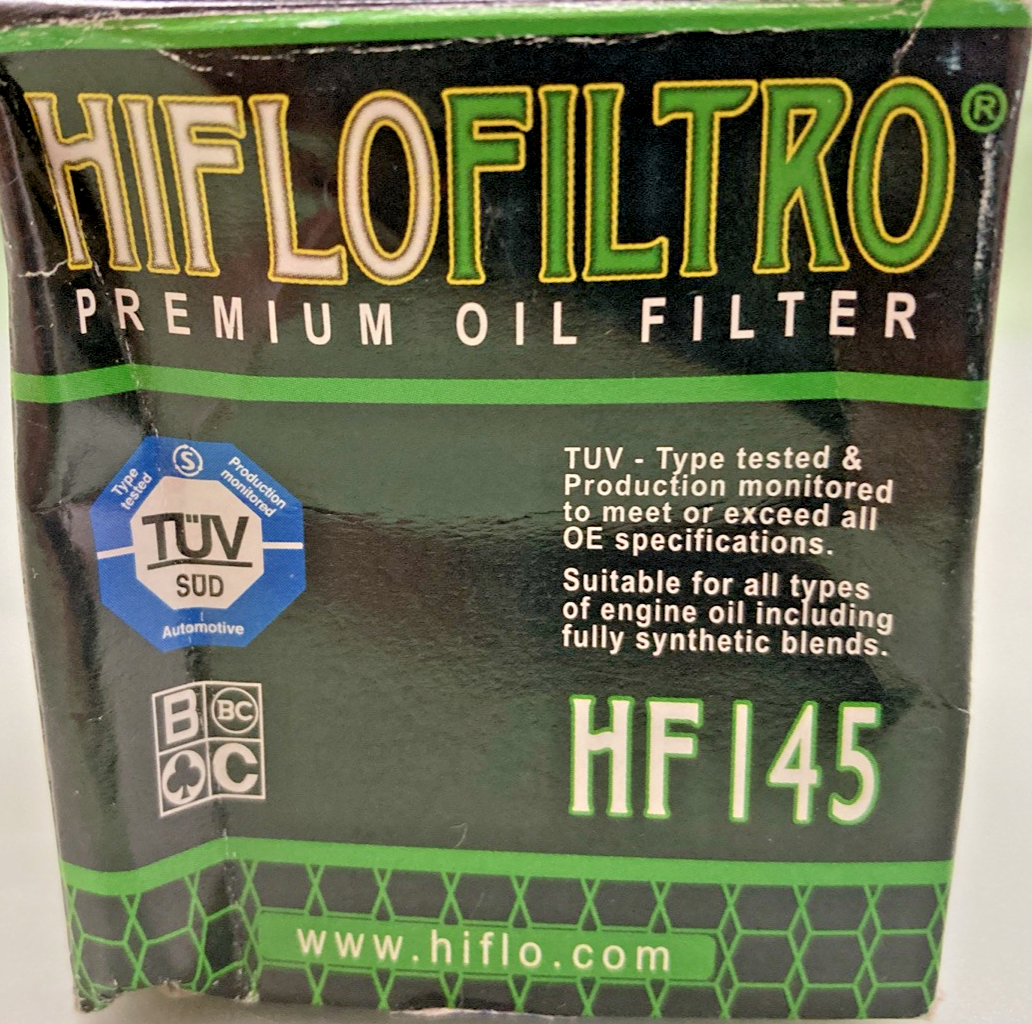 HIFLOFILTRO®
PREMIUM OIL FILTER
Type
tested
S
Production
monitored
TÜV
SÜD
Automotive
TUV - Type tested &
Production monitored
to meet or exceed all
OE specifications.
Suitable for all types
of engine oil including
fully synthetic blends.
B BC
C
HF145
www.hiflo.com